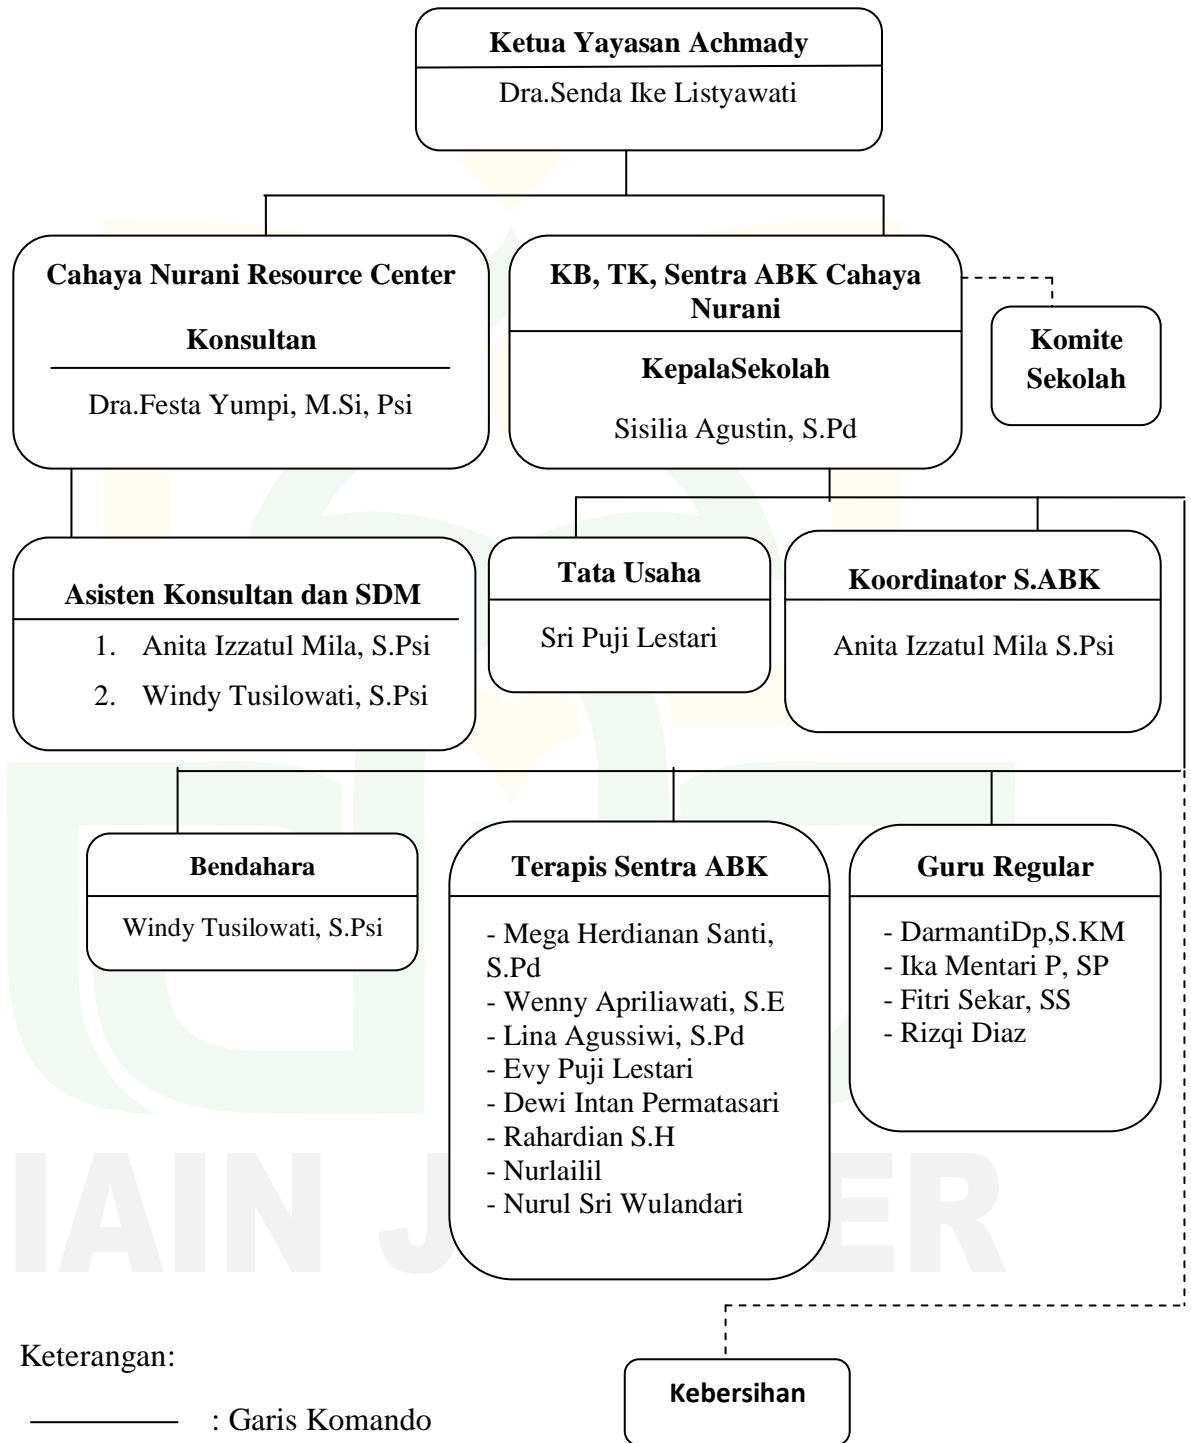 Ketua Yayasan Achmady
Dra.Senda Ike Listyawati
Cahaya Nurani Resource Center
Konsultan
Dra.Festa Yumpi, M.Si, Psi
KB, TK, Sentra ABK Cahaya
Nurani
KepalaSekolah
Sisilia Agustin, S.Pd
Komite
Sekolah
Asisten Konsultan dan SDM
1. Anita Izzatul Mila, S.Psi
2. Windy Tusilowati, S.Psi
Tata Usaha
Sri Puji Lestari
Koordinator S.ABK
Anita Izzatul Mila S.Psi
Bendahara
Windy Tusilowati, S.Psi
Terapis Sentra ABK
- Mega Herdianan Santi,
S.Pd
- Wenny Apriliawati, S.E
- Lina Agussiwi, S.Pd
- Evy Puji Lestari
- Dewi Intan Permatasari
- Rahardian S.H
- Nurlailil
- Nurul Sri Wulandari
Guru Regular
- DarmantiDp,S.KM
- Ika Mentari P, SP
- Fitri Sekar, SS
- Rizqi Diaz
Kebersihan
Keterangan:
: Garis Komando